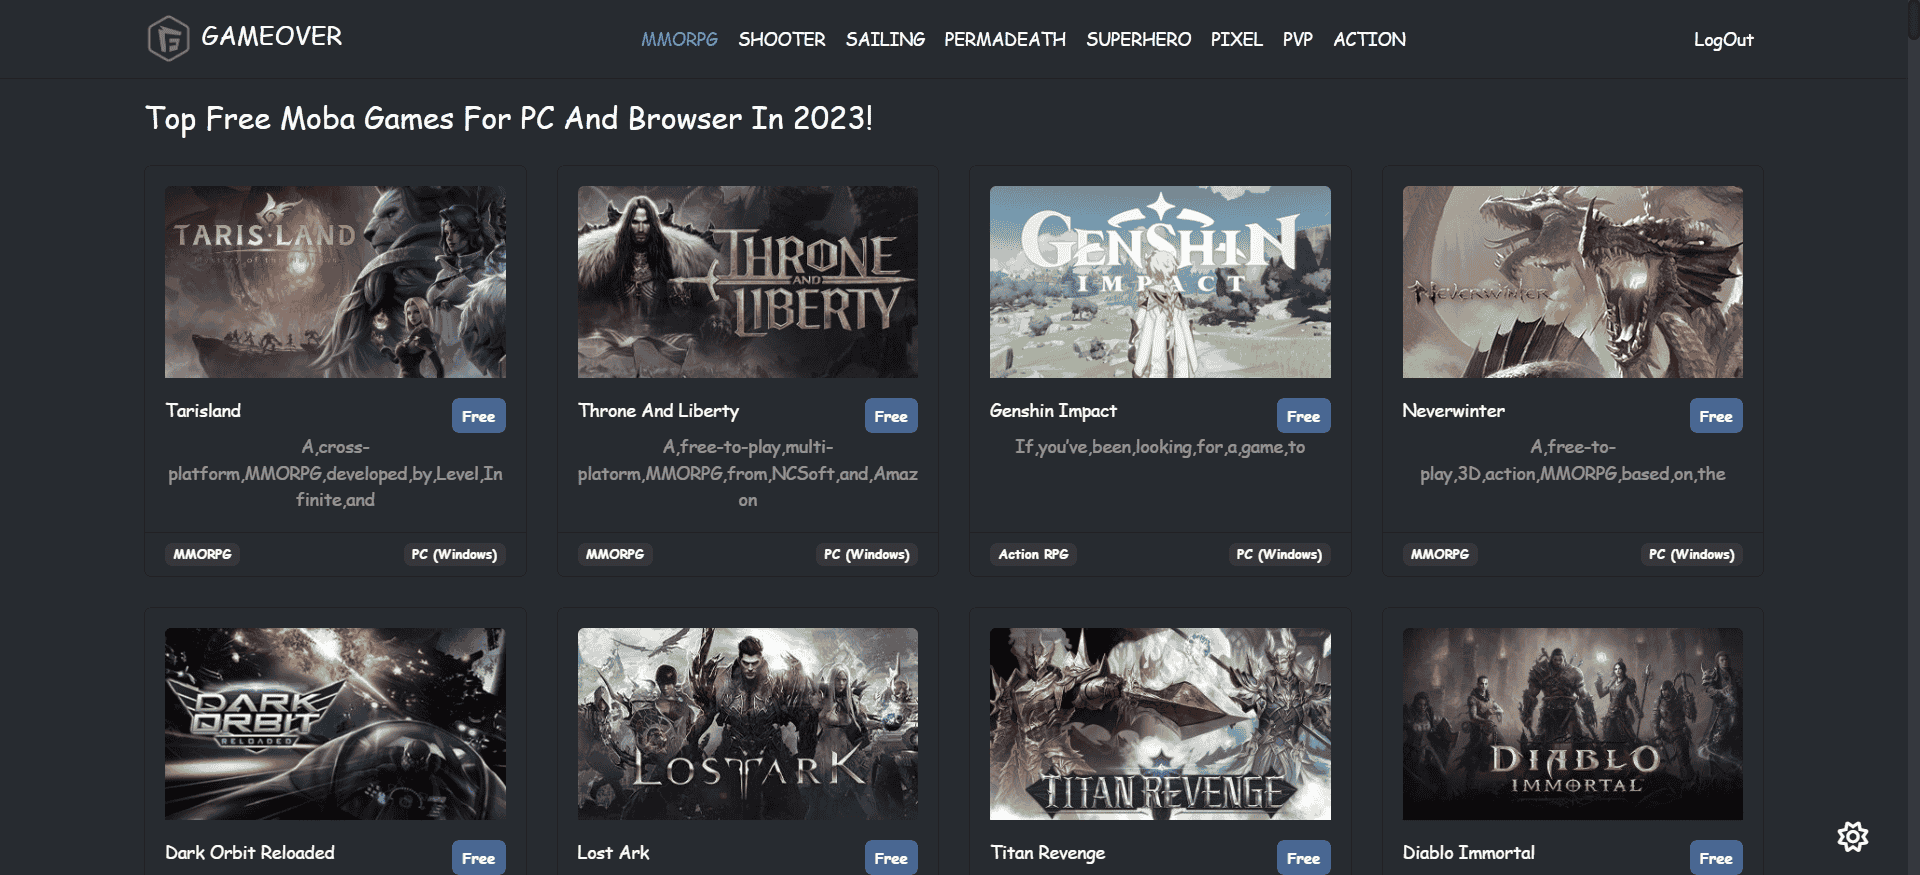 GAMEOVER
MMORPG SHOOTER SAILING PERMADEATH SUPERHERO PIXEL PVP ACTION
LogOut
Top Free Moba Games For PC And Browser In 2023!
TARISLAND
THRONE
AND
LIBERTY
GENSHIN
IMPACT
NEVERWINTER
Tarisland
Free
A,cross-
platform,MMORPG,developed,by,Level,In
finite,and
MMORPG
PC (Windows)
Throne And Liberty
Free
A,free-to-play,multi-
platorm,MMORPG,from,NCSoft,and,Amaz
on
MMORPG
PC (Windows)
Genshin Impact
Free
If,you've,been,looking,for,a,game,to
Action RPG
PC (Windows)
Neverwinter
Free
A,free-to-
play,3D,action,MMORPG,based,on,the
MMORPG
PC (Windows)
DARK
ORBIT
RELOADED
LOST ARK
TITAN REVENGE
DIABLO
IMMORTAL
Dark Orbit Reloaded
Free
Lost Ark
Free
Titan Revenge
Free
Diablo Immortal
Free